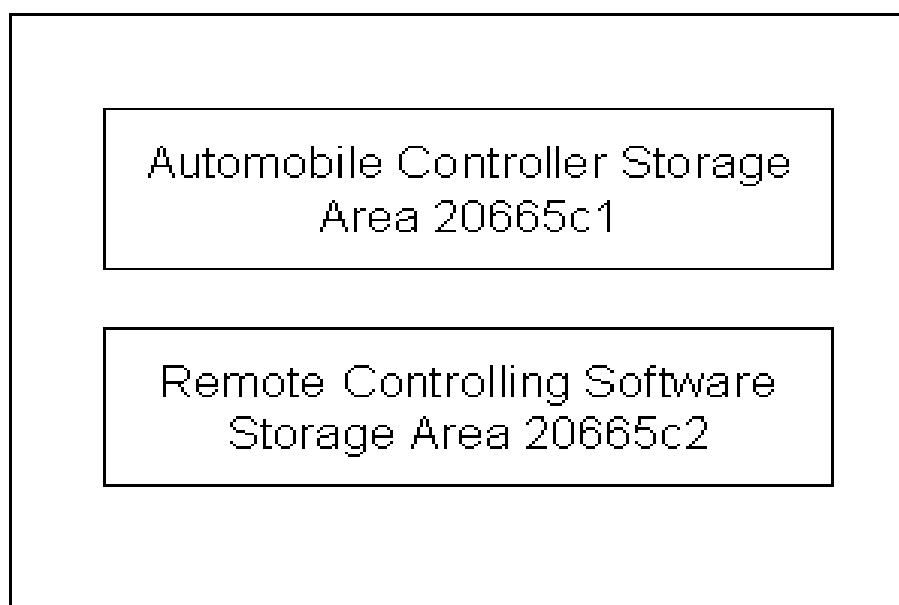 Automobile Controller Storage
Area 20665c1
Remote Controlling Software
Storage Area 20665c2